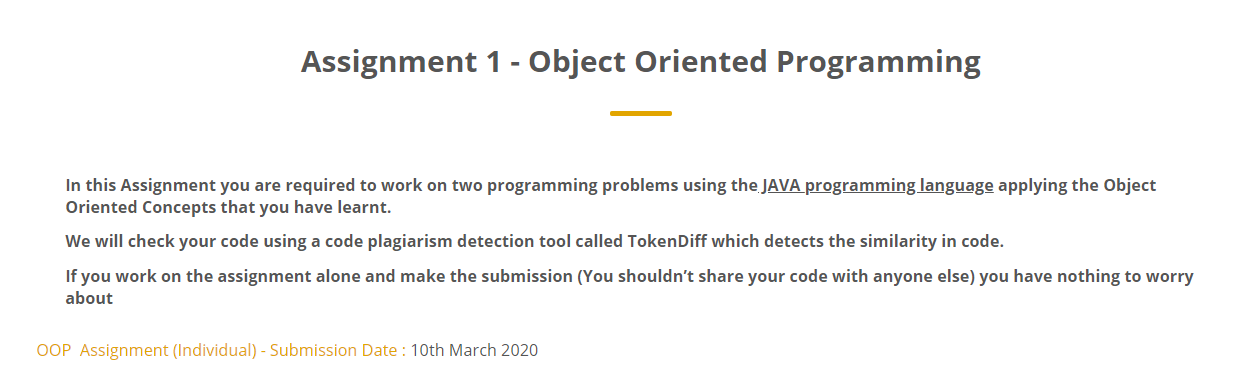 Assignment 1 - Object Oriented Programming
In this Assignment you are required to work on two programming problems using the JAVA programming language applying the Object
Oriented Concepts that you have learnt.
We will check your code using a code plagiarism detection tool called TokenDiff which detects the similarity in code.
If you work on the assignment alone and make the submission (You shouldn’t share your code with anyone else) you have nothing to worry
about
OOP  Assignment (Individual) - Submission Date : 10th March 2020